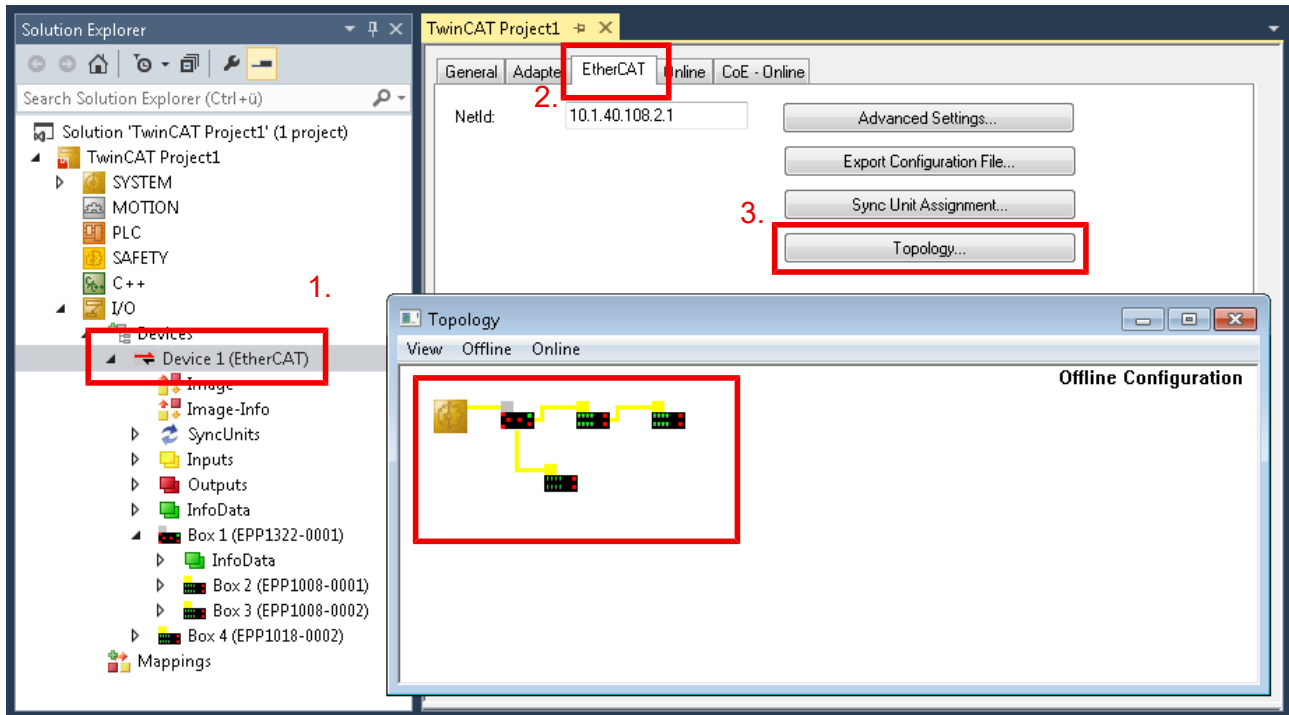 Solution Explorer
Search Solution Explorer (Ctrl+ü)
Solution 'TwinCAT Project1' (1 project)
TwinCAT Project1
SYSTEM
MOTION
PLC
SAFETY
C++
1.
I/O
Devices
Device 1 (EtherCAT)
Image
Image-Info
SyncUnits
Inputs
Outputs
InfoData
Box 1 (EPP1322-0001)
InfoData
Box 2 (EPP1008-0001)
Box 3 (EPP1008-0002)
Box 4 (EPP1018-0002)
Mappings
TwinCAT Project1
General Adapte EtherCAT Online CoE - Online
2.
NetId: 10.1.40.108.2.1
Advanced Settings...
Export Configuration File...
Sync Unit Assignment...
3.
Topology...
Topology
View Offline Online
Offline Configuration